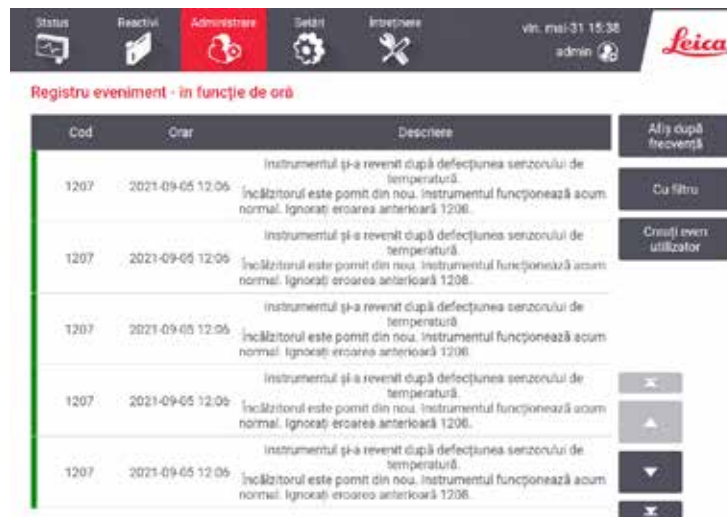 Status Reactivi Administrare Setări Întreținere vin. mai-31 15:38
admin
Leica
Registru eveniment - în funcție de oră
Cod Orar Descriere
Afiș după
frecvență
Cu filtru
Creați even
utilizator
Instrumentul și-a revenit după defecțiunea senzorului de
temperatură.
1207 2021-09-05 12:06 Încălzitorul este pornit din nou. Instrumentul funcționează acum
normal. Ignorați eroarea anterioară 1208.
Instrumentul și-a revenit după defecțiunea senzorului de
temperatură.
1207 2021-09-05 12:06 Încălzitorul este pornit din nou. Instrumentul funcționează acum
normal. Ignorați eroarea anterioară 1208.
Instrumentul și-a revenit după defecțiunea senzorului de
temperatură.
1207 2021-09-05 12:06 Încălzitorul este pornit din nou. Instrumentul funcționează acum
normal. Ignorați eroarea anterioară 1208.
Instrumentul și-a revenit după defecțiunea senzorului de
temperatură.
1207 2021-09-05 12:06 Încălzitorul este pornit din nou. Instrumentul funcționează acum
normal. Ignorați eroarea anterioară 1208.
Instrumentul și-a revenit după defecțiunea senzorului de
temperatură.
1207 2021-09-05 12:06 Încălzitorul este pornit din nou. Instrumentul funcționează acum
normal. Ignorați eroarea anterioară 1208.